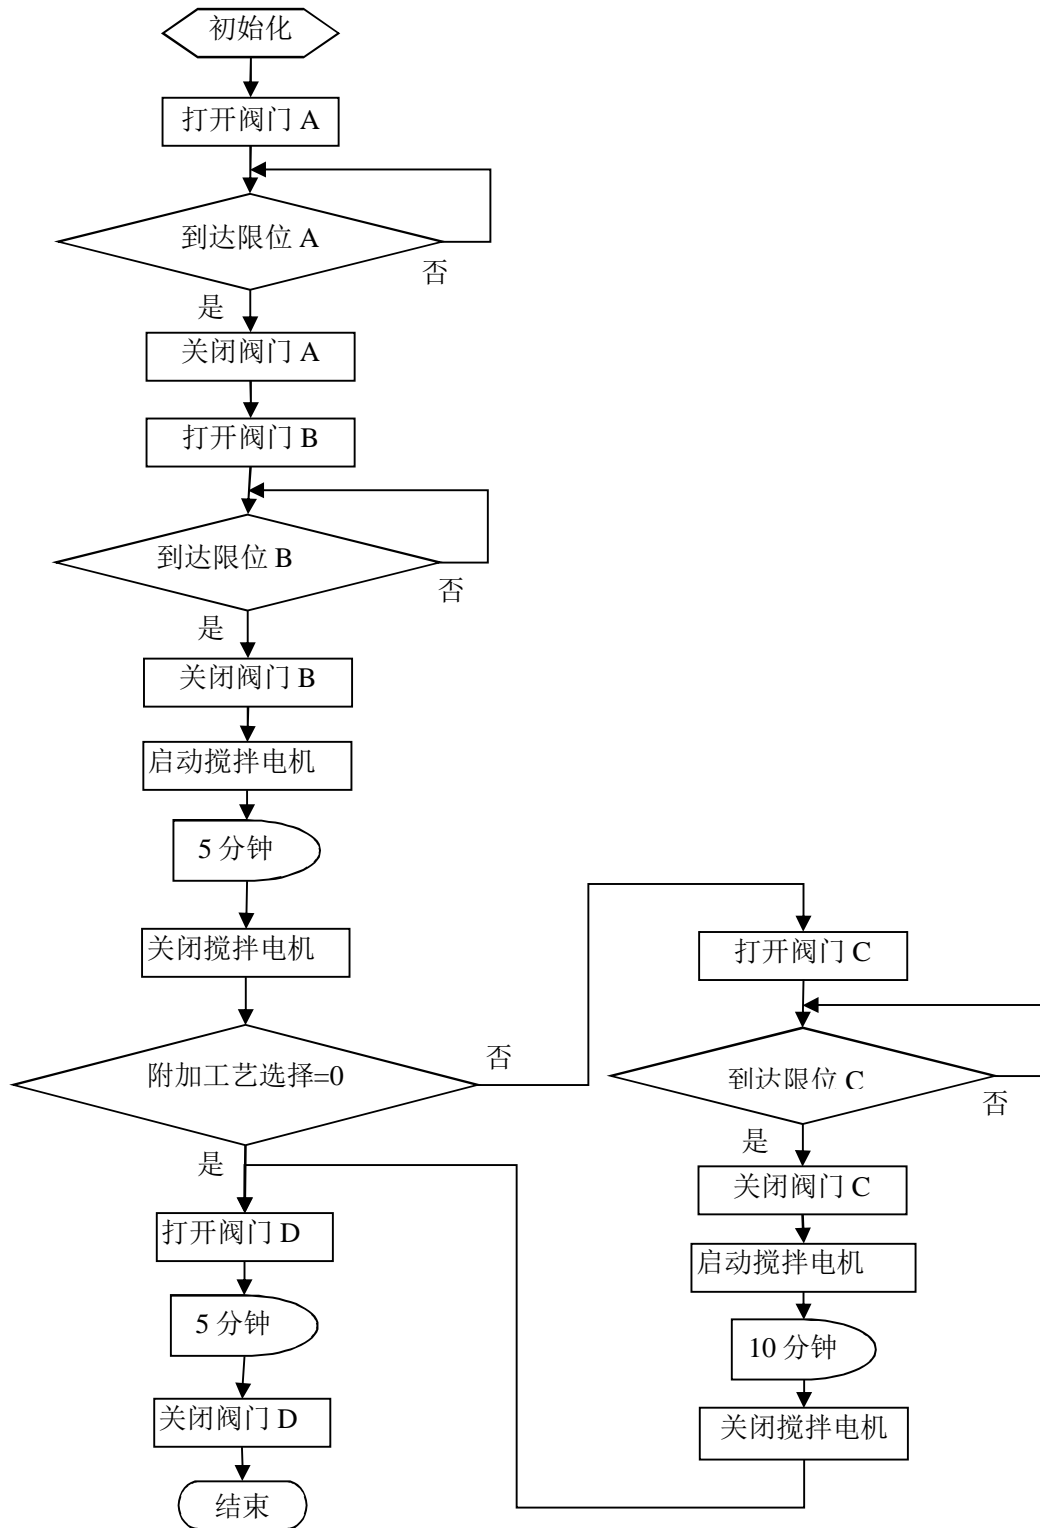 初始化
打开阀门 A
到达限位 A
否
是
关闭阀门 A
打开阀门 B
到达限位 B
否
是
关闭阀门 B
启动搅拌电机
5 分钟
关闭搅拌电机
附加工艺选择=0
否
是
打开阀门 D
5 分钟
关闭阀门 D
结束
打开阀门 C
到达限位 C
否
是
关闭阀门 C
启动搅拌电机
10 分钟
关闭搅拌电机